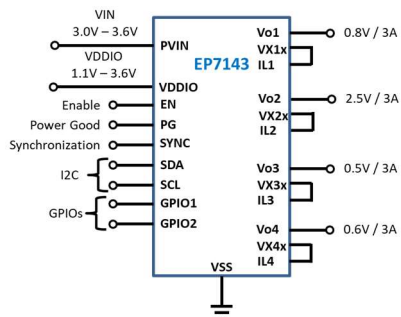 VIN
3.0V – 3.6V
PVIN
VDDIO
1.1V – 3.6V
VDDIO
Enable
EN
Power Good
PG
Synchronization
SYNC
I2C
SDA
SCL
GPIOs
GPIO1
GPIO2
EP7143
Vo1
0.8V / 3A
VX1x
IL1
Vo2
2.5V / 3A
VX2x
IL2
Vo3
0.5V / 3A
VX3x
IL3
Vo4
0.6V / 3A
VX4x
IL4
VSS